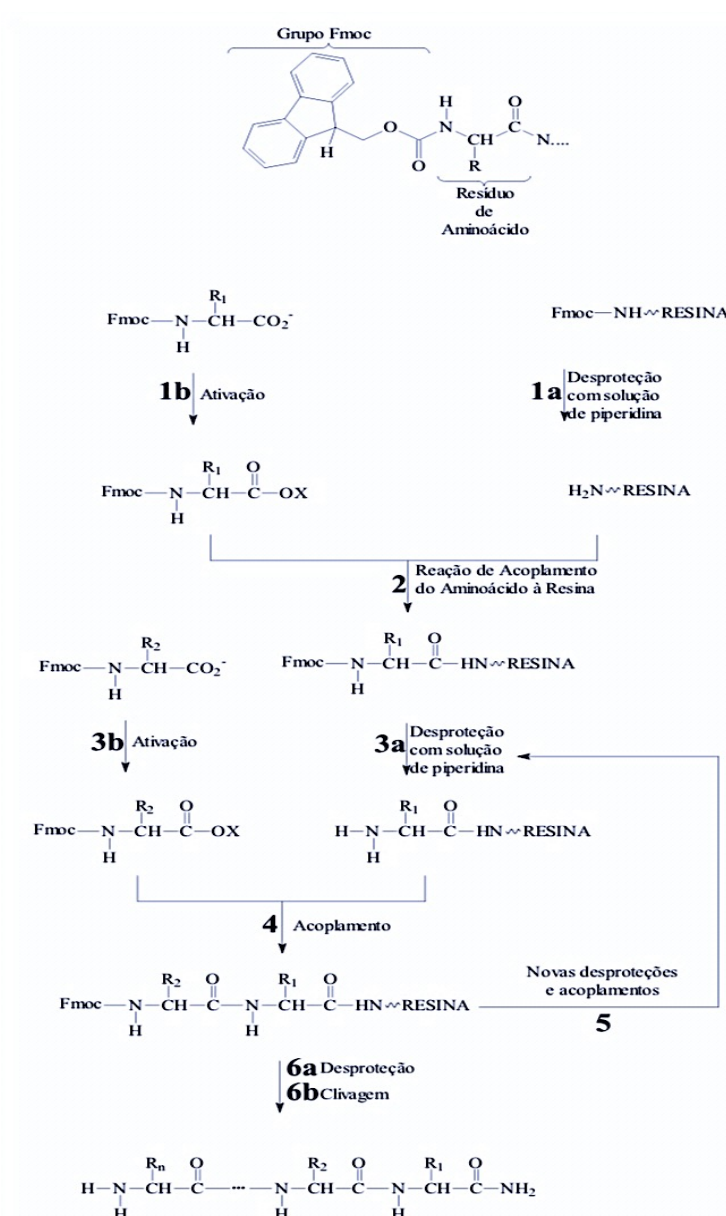 Grupo Fmoc
H
O
N
O
CH
C
N....
H
O
R
Resíduo
de
Aminoácido
R₁
Fmoc—N—CH—CO₂⁻
H
Fmoc—NH~RESINA
1b Ativação
1a Desproteção
com solução
de piperidina
R₁ O
Fmoc—N—CH—C—OX
H
H₂N~RESINA
2 Reação de Acoplamento
do Aminoácido à Resina
R₂
Fmoc—N—CH—CO₂⁻
H
R₁ O
Fmoc—N—CH—C—HN~RESINA
H
3b Ativação
3a Desproteção
com solução
de piperidina
R₂ O
Fmoc—N—CH—C—OX
H
R₁ O
H—N—CH—C—HN~RESINA
H
4 Acoplamento
R₂ O R₁ O
Fmoc—N—CH—C—N—CH—C—HN~RESINA
H H
Novas desproteções
e acoplamentos
5
6a Desproteção
6b Clivagem
Rₙ O R₂ O R₁ O
H—N—CH—C—...—N—CH—C—N—CH—C—NH₂
H H H